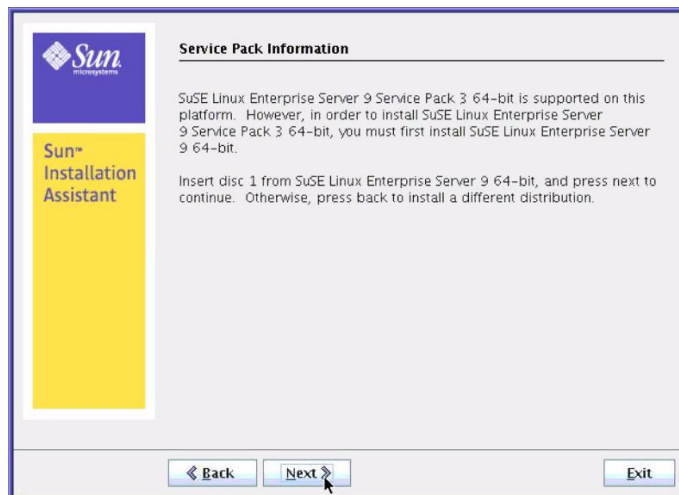 Sun
microsystems
Sun™
Installation
Assistant
Service Pack Information
SuSE Linux Enterprise Server 9 Service Pack 3 64-bit is supported on this
platform. However, in order to install SuSE Linux Enterprise Server
9 Service Pack 3 64-bit, you must first install SuSE Linux Enterprise Server
9 64-bit.
Insert disc 1 from SuSE Linux Enterprise Server 9 64-bit, and press next to
continue. Otherwise, press back to install a different distribution.
Back
Next
Exit